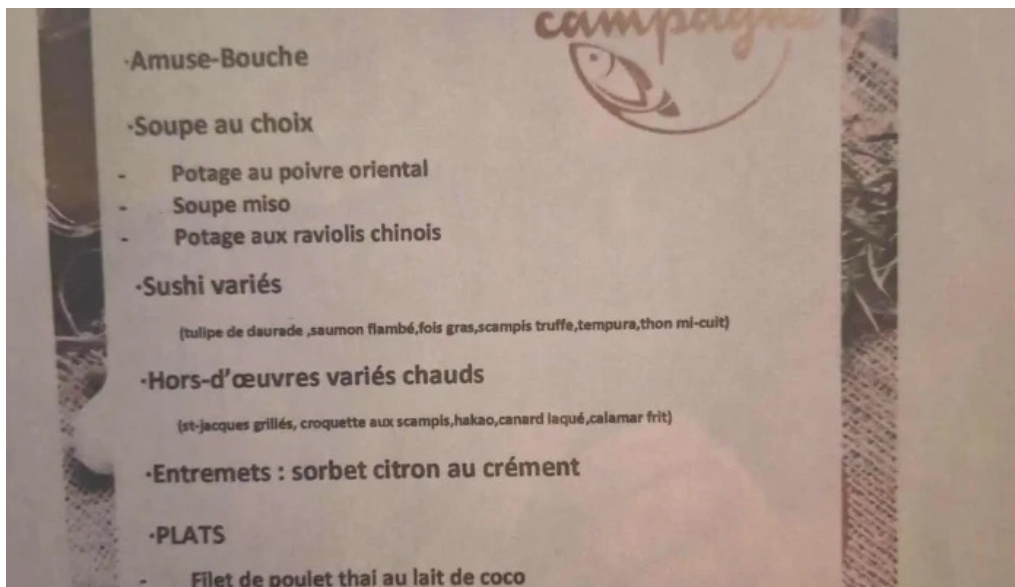 campagne
·Amuse-Bouche
·Soupe au choix
- Potage au poivre oriental
- Soupe miso
- Potage aux raviolis chinois
·Sushi variés
(tulipe de daurade ,saumon flambé,fois gras,scampis truffe,tempura,thon mi-cuit)
·Hors-d'œuvres variés chauds
(st-jacques grillés, croquette aux scampis,hakao,canard laqué,calamar frit)
·Entremets : sorbet citron au crément
·PLATS
- Filet de poulet thai au lait de coco